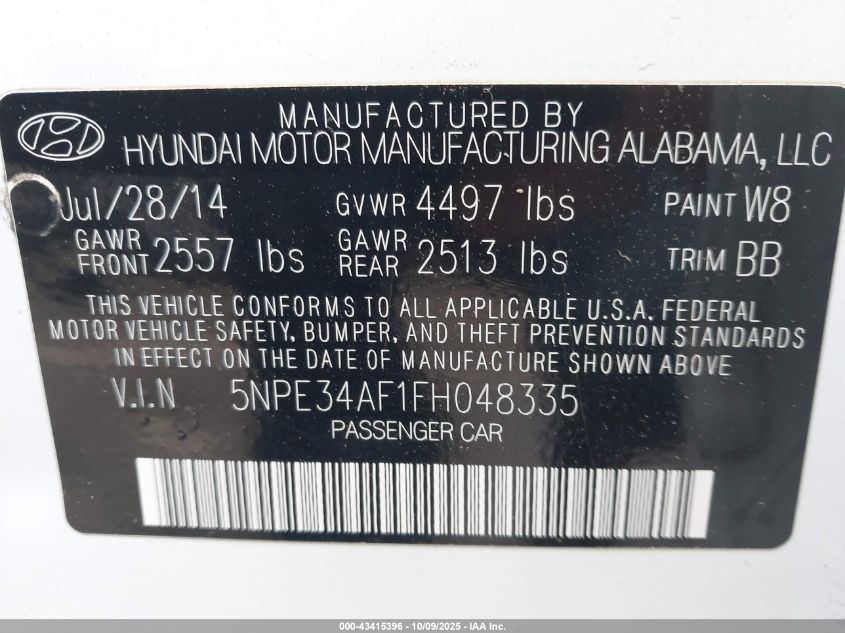 MANUFACTURED BY
HYUNDAI MOTOR MANUFACTURING ALABAMA, LLC
Jul/28/14 GVWR 4497 lbs PAINT W8
GAWR FRONT 2557 lbs GAWR REAR 2513 lbs TRIM BB
THIS VEHICLE CONFORMS TO ALL APPLICABLE U.S.A. FEDERAL
MOTOR VEHICLE SAFETY, BUMPER, AND THEFT PREVENTION STANDARDS
IN EFFECT ON THE DATE OF MANUFACTURE SHOWN ABOVE
V.I.N 5NPE34AF1FH048335
PASSENGER CAR
000-43415396 - 10/09/2025 - IAA Inc.